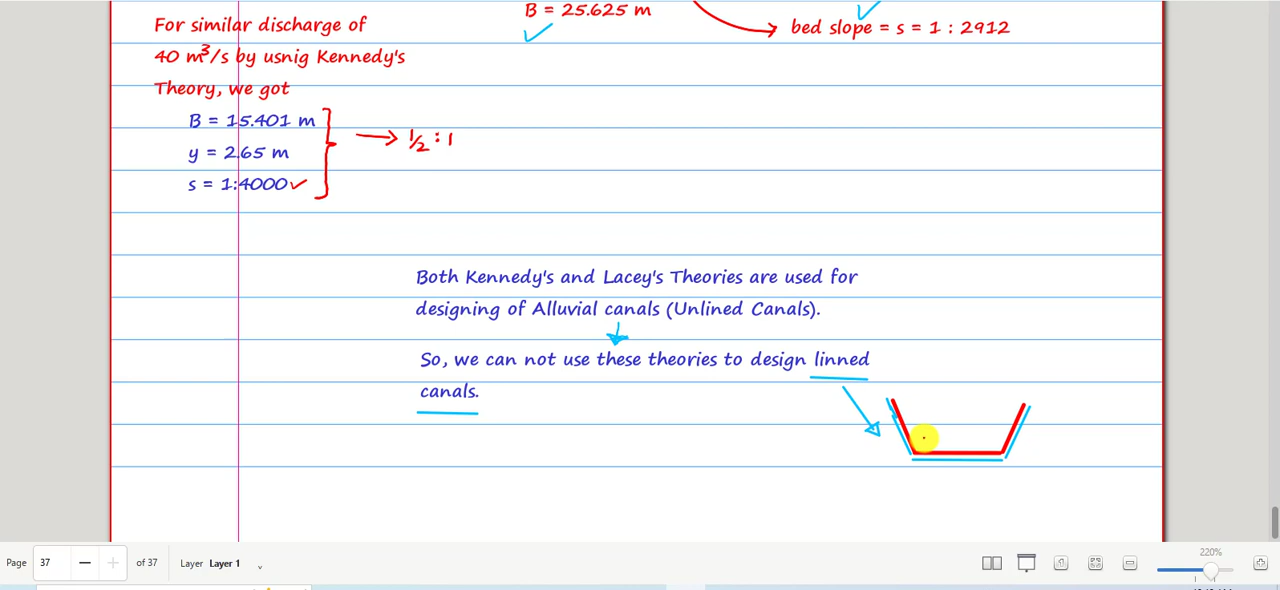 B = 25.625 m
bed slope = s = 1 : 2912
For similar discharge of
40 m³/s by usnig Kennedy's
Theory, we got
B = 15.401 m
y = 2.65 m
s = 1:4000
½ : 1
Both Kennedy's and Lacey's Theories are used for
designing of Alluvial canals (Unlined Canals).
So, we can not use these theories to design linned
canals.
Page 37 of 37 Layer Layer 1
220%